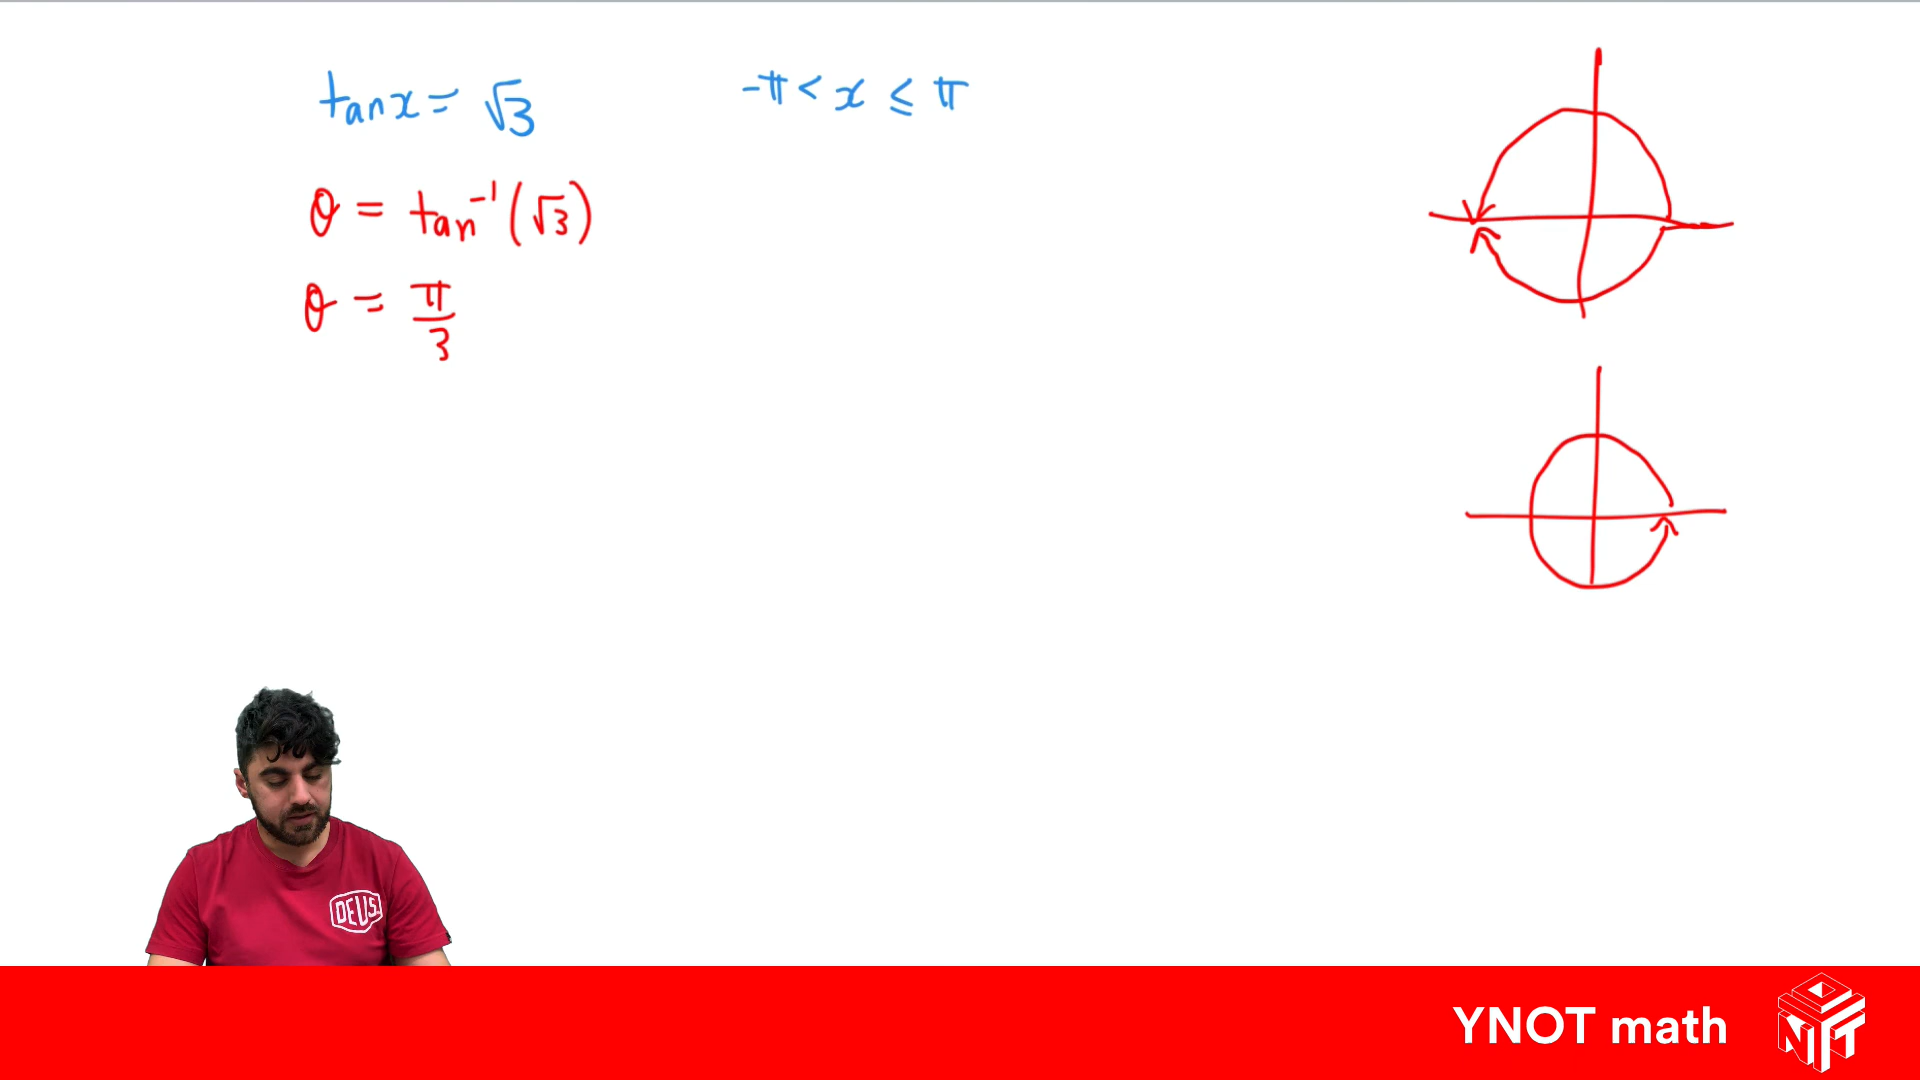 tan x = √3
-π < x ≤ π
θ = tan⁻¹(√3)
θ = π/3
DEUS
YNOT math